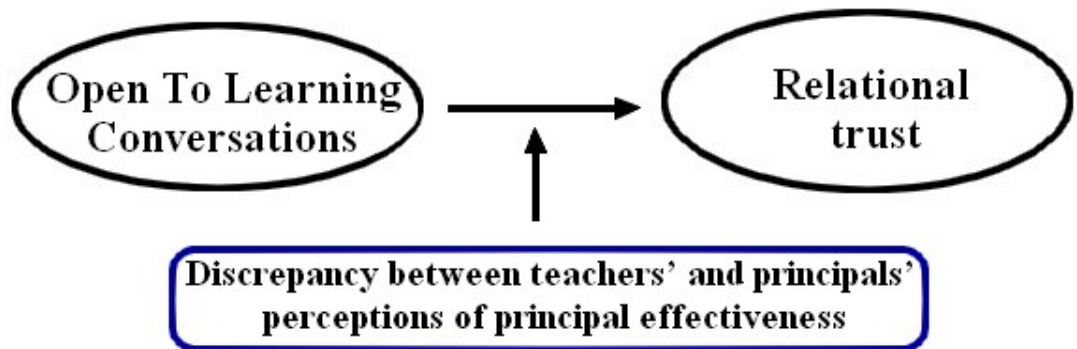 Open To Learning
Conversations
Relational
trust
Discrepancy between teachers’ and principals’
perceptions of principal effectiveness